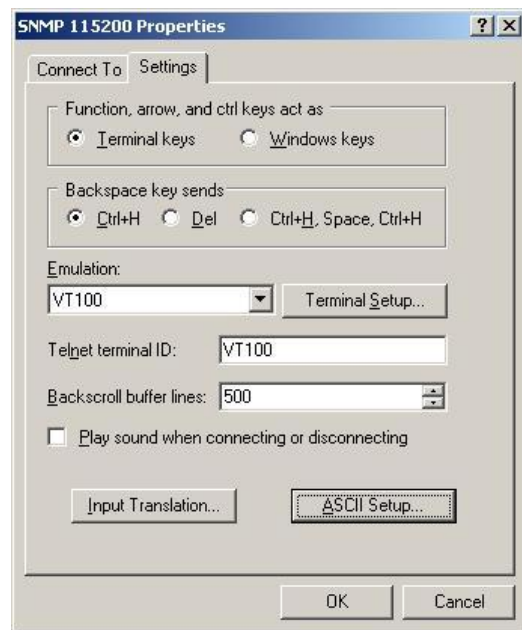 SNMP 115200 Properties
Connect To Settings
Function, arrow, and ctrl keys act as
Terminal keys Windows keys
Backspace key sends
Ctrl+H Del Ctrl+H, Space, Ctrl+H
Emulation:
VT100 Terminal Setup...
Telnet terminal ID: VT100
Backscroll buffer lines: 500
Play sound when connecting or disconnecting
Input Translation... ASCII Setup...
OK Cancel